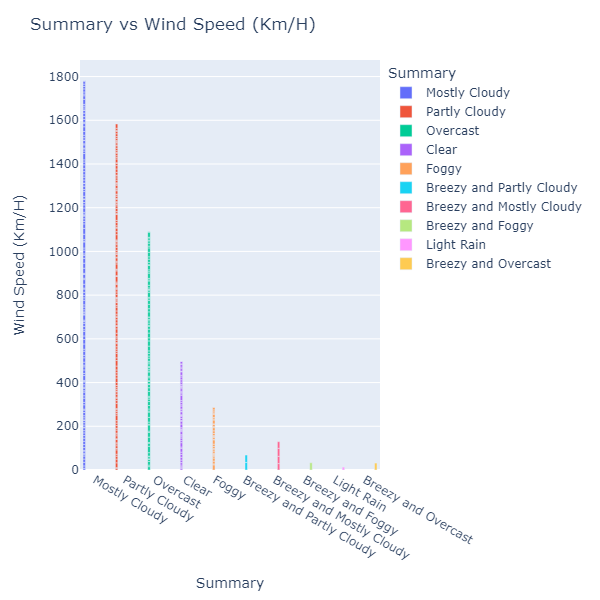 Summary vs Wind Speed (Km/H)
Summary
Mostly Cloudy
Partly Cloudy
Overcast
Clear
Foggy
Breezy and Partly Cloudy
Breezy and Mostly Cloudy
Breezy and Foggy
Light Rain
Breezy and Overcast
Wind Speed (Km/H)
1800
1600
1400
1200
1000
800
600
400
200
0
Mostly Cloudy
Partly Cloudy
Overcast
Clear
Foggy
Breezy and Partly Cloudy
Breezy and Mostly Cloudy
Breezy and Foggy
Light Rain
Breezy and Overcast
Summary